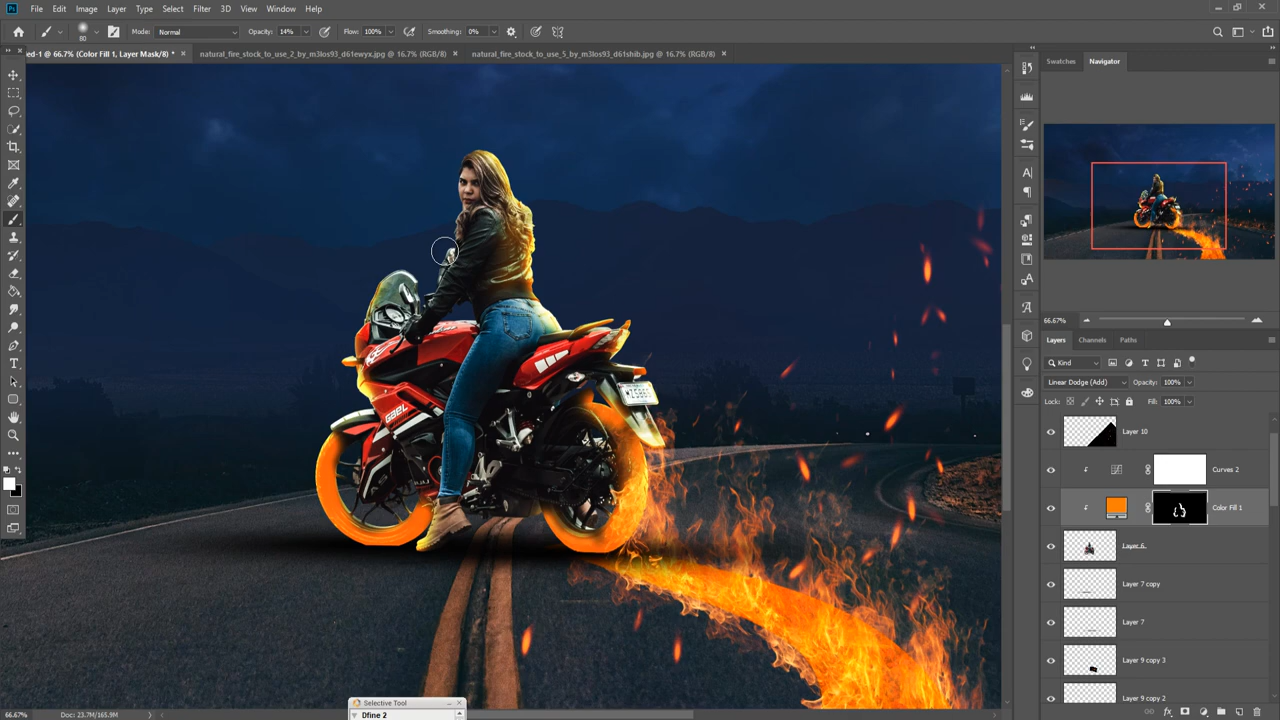 Ps File Edit Image Layer Type Select Filter 3D View Window Help
60 Mode: Normal Opacity: 14% Flow: 100% Smoothing: 0%
ed-1 @ 66.7% (Color Fill 1, Layer Mask/8) * × natural_fire_stock_to_use_2_by_m3los93_d61ewyx.jpg @ 16.7% (RGB/8) × natural_fire_stock_to_use_5_by_m3los93_d61shib.jpg @ 16.7% (RGB/8) ×
Swatches Navigator
66.67%
Layers Channels Paths
Kind
Linear Dodge (Add) Opacity: 100%
Lock: Fill: 100%
Layer 10
Curves 2
Color Fill 1
Layer 6
Layer 7 copy
Layer 7
Layer 9 copy 3
Layer 9 copy 2
GAEL
66.67% Doc: 23.7M/165.9M
Selective Tool
Dfine 2